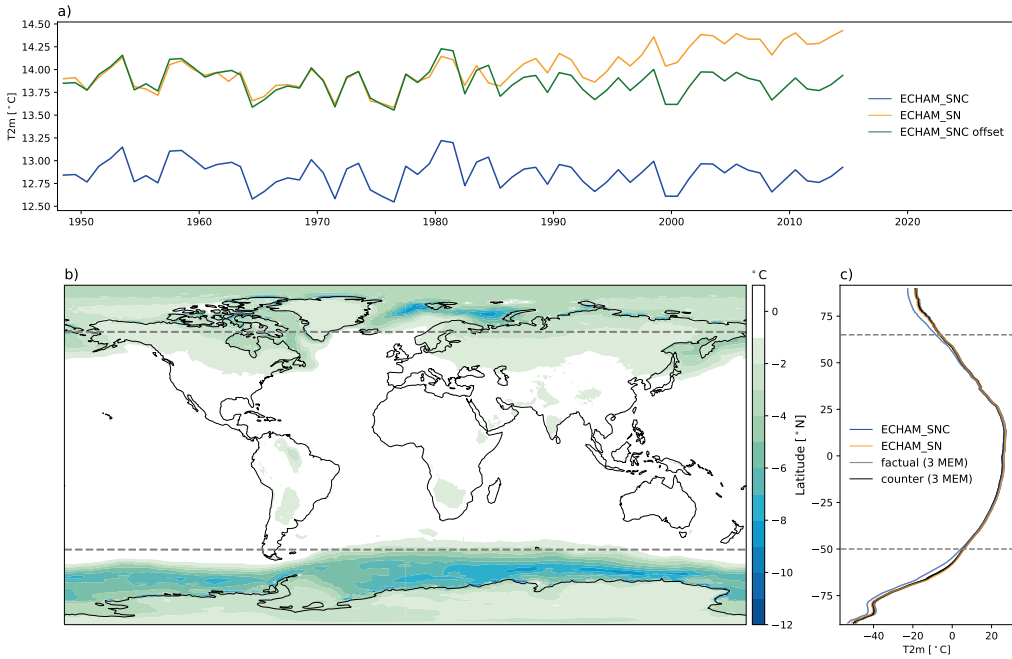 a)
14.50
14.25
14.00
13.75
13.50
13.25
13.00
12.75
12.50
T2m [°C]
1950
1960
1970
1980
1990
2000
2010
2020
ECHAM_SNC
ECHAM_SN
ECHAM_SNC offset
b)
°C
0
−2
−4
−6
−8
−10
−12
c)
Latitude [°N]
75
50
25
0
−25
−50
−75
ECHAM_SNC
ECHAM_SN
factual (3 MEM)
counter (3 MEM)
−40
−20
0
20
T2m [°C]